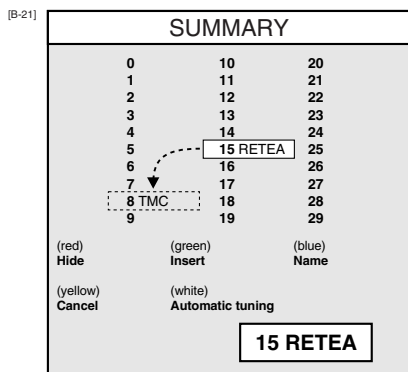 [B-21]
SUMMARY
0 10 20
1 11 21
2 12 22
3 13 23
4 14 24
5 15 RETEA 25
6 16 26
7 17 27
8 TMC 18 28
9 19 29
(red) (green) (blue)
Hide Insert Name
(yellow) (white)
Cancel Automatic tuning
15 RETEA